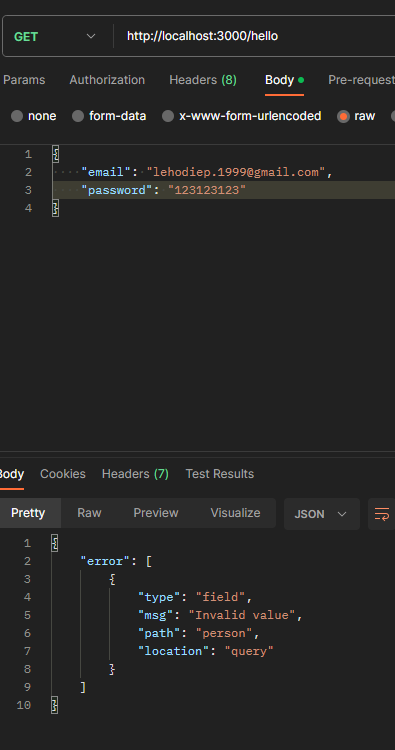 GET http://localhost:3000/hello
Params Authorization Headers (8) Body Pre-request
none form-data x-www-form-urlencoded raw
1 {
2 "email": "lehodiep.1999@gmail.com",
3 "password": "123123123"
4 }
Body Cookies Headers (7) Test Results
Pretty Raw Preview Visualize JSON
1 {
2 "error": [
3 {
4 "type": "field",
5 "msg": "Invalid value",
6 "path": "person",
7 "location": "query"
8 }
9 ]
10 }